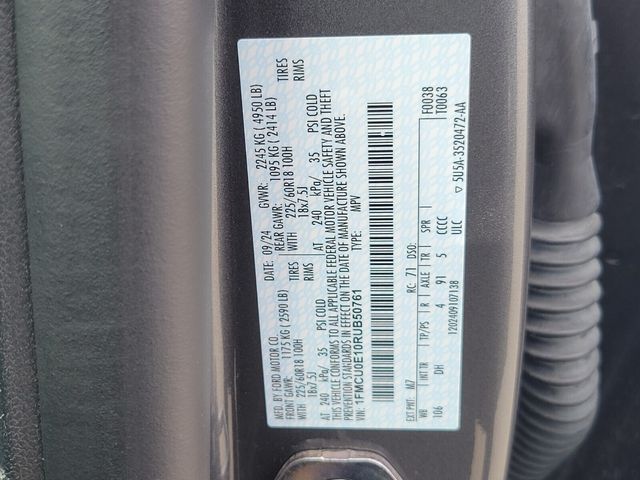 MFD. BY FORD MOTOR CO. DATE: 09/24 GVWR: 2245 KG ( 4950 LB)
FRONT GAWR: 1175 KG ( 2590 LB) REAR GAWR: 1095 KG ( 2414 LB)
WITH 225/60R18 100H TIRES WITH 225/60R18 100H TIRES
18x7.5J RIMS 18x7.5J RIMS
AT 240 kPa/ 35 PSI COLD AT 240 kPa/ 35 PSI COLD
THIS VEHICLE CONFORMS TO ALL APPLICABLE FEDERAL MOTOR VEHICLE SAFETY AND THEFT
PREVENTION STANDARDS IN EFFECT ON THE DATE OF MANUFACTURE SHOWN ABOVE.
VIN: 1FMCU0E10RUB50761 TYPE: MPV
EXT PNT: M7 RC: 71 DSO: F0038
WB INT TR TP/PS R AXLE TR SPR T0063
106 DH 4 91 5 CCCC
1202409107138 ULC ▽ 5U5A-3520472-AA